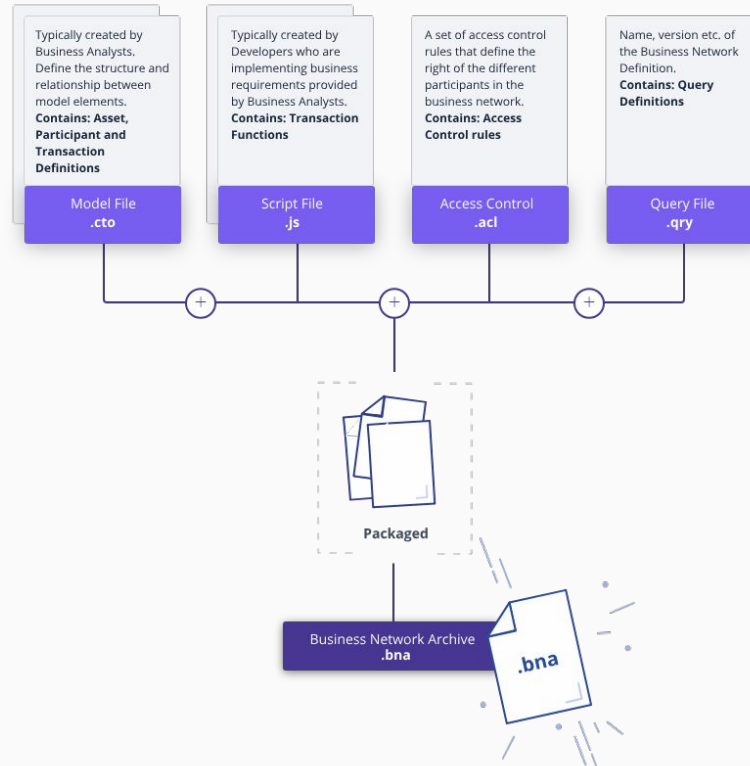 Typically created by
Business Analysts.
Define the structure and
relationship between
model elements.
Contains: Asset,
Participant and
Transaction
Definitions
Model File
.cto
Typically created by
Developers who are
implementing business
requirements provided
by Business Analysts.
Contains: Transaction
Functions
Script File
.js
A set of access control
rules that define the
right of the different
participants in the
business network.
Contains: Access
Control rules
Access Control
.acl
Name, version etc. of
the Business Network
Definition.
Contains: Query
Definitions
Query File
.qry
+
+
+
Packaged
Business Network Archive
.bna
.bna